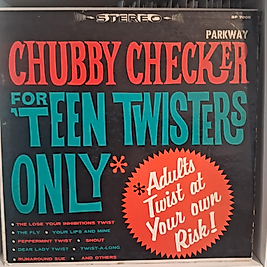 STEREO
SP 7009
PARKWAY
CHUBBY CHECKER
FOR 'TEEN TWISTERS
ONLY*
*Adults
Twist at
Your own
Risk!
• THE LOSE YOUR INHIBITIONS TWIST
• THE FLY • YOUR LIPS AND MINE
• PEPPERMINT TWIST • SHOUT
• DEAR LADY TWIST • TWIST-A-LONG
• RUNAROUND SUE • AND OTHERS